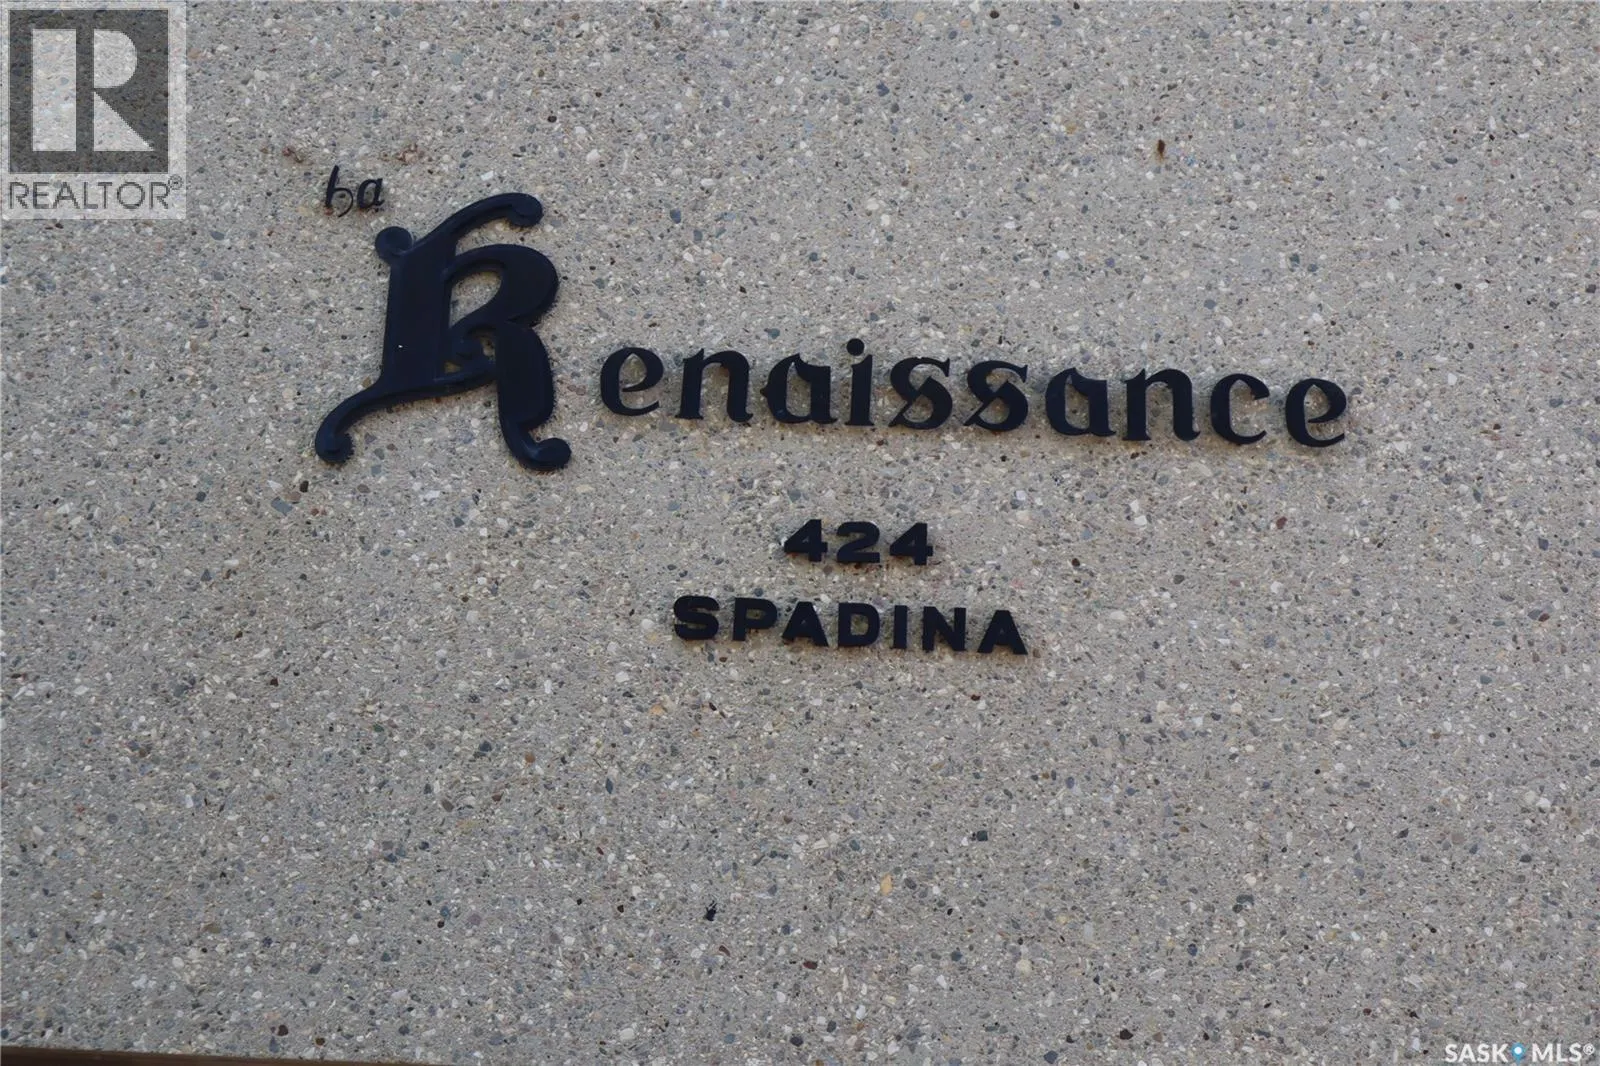 REALTOR®
La
Renaissance
424
SPADINA
SASK MLS®